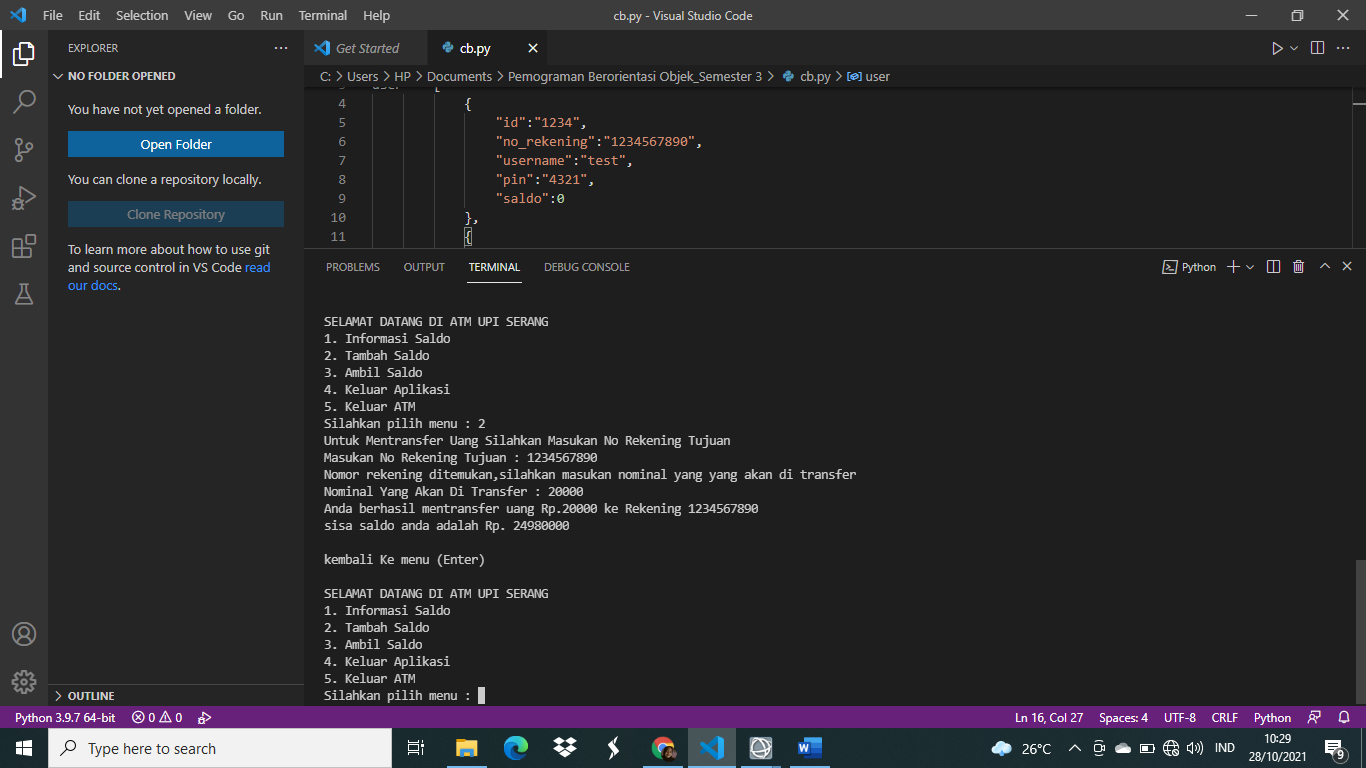 File Edit Selection View Go Run Terminal Help cb.py - Visual Studio Code
EXPLORER
NO FOLDER OPENED
You have not yet opened a folder.
Open Folder
You can clone a repository locally.
Clone Repository
To learn more about how to use git
and source control in VS Code read
our docs.
OUTLINE
Get Started cb.py
C: > Users > HP > Documents > Pemograman Berorientasi Objek_Semester 3 > cb.py > user
4 {
5 "id":"1234",
6 "no_rekening":"1234567890",
7 "username":"test",
8 "pin":"4321",
9 "saldo":0
10 },
11 {
PROBLEMS OUTPUT TERMINAL DEBUG CONSOLE Python
SELAMAT DATANG DI ATM UPI SERANG
1. Informasi Saldo
2. Tambah Saldo
3. Ambil Saldo
4. Keluar Aplikasi
5. Keluar ATM
Silahkan pilih menu : 2
Untuk Mentransfer Uang Silahkan Masukan No Rekening Tujuan
Masukan No Rekening Tujuan : 1234567890
Nomor rekening ditemukan,silahkan masukan nominal yang yang akan di transfer
Nominal Yang Akan Di Transfer : 20000
Anda berhasil mentransfer uang Rp.20000 ke Rekening 1234567890
sisa saldo anda adalah Rp. 24980000
kembali Ke menu (Enter)
SELAMAT DATANG DI ATM UPI SERANG
1. Informasi Saldo
2. Tambah Saldo
3. Ambil Saldo
4. Keluar Aplikasi
5. Keluar ATM
Silahkan pilih menu :
Python 3.9.7 64-bit 0 0 Ln 16, Col 27 Spaces: 4 UTF-8 CRLF Python
Type here to search 26°C IND 10:29
28/10/2021 9